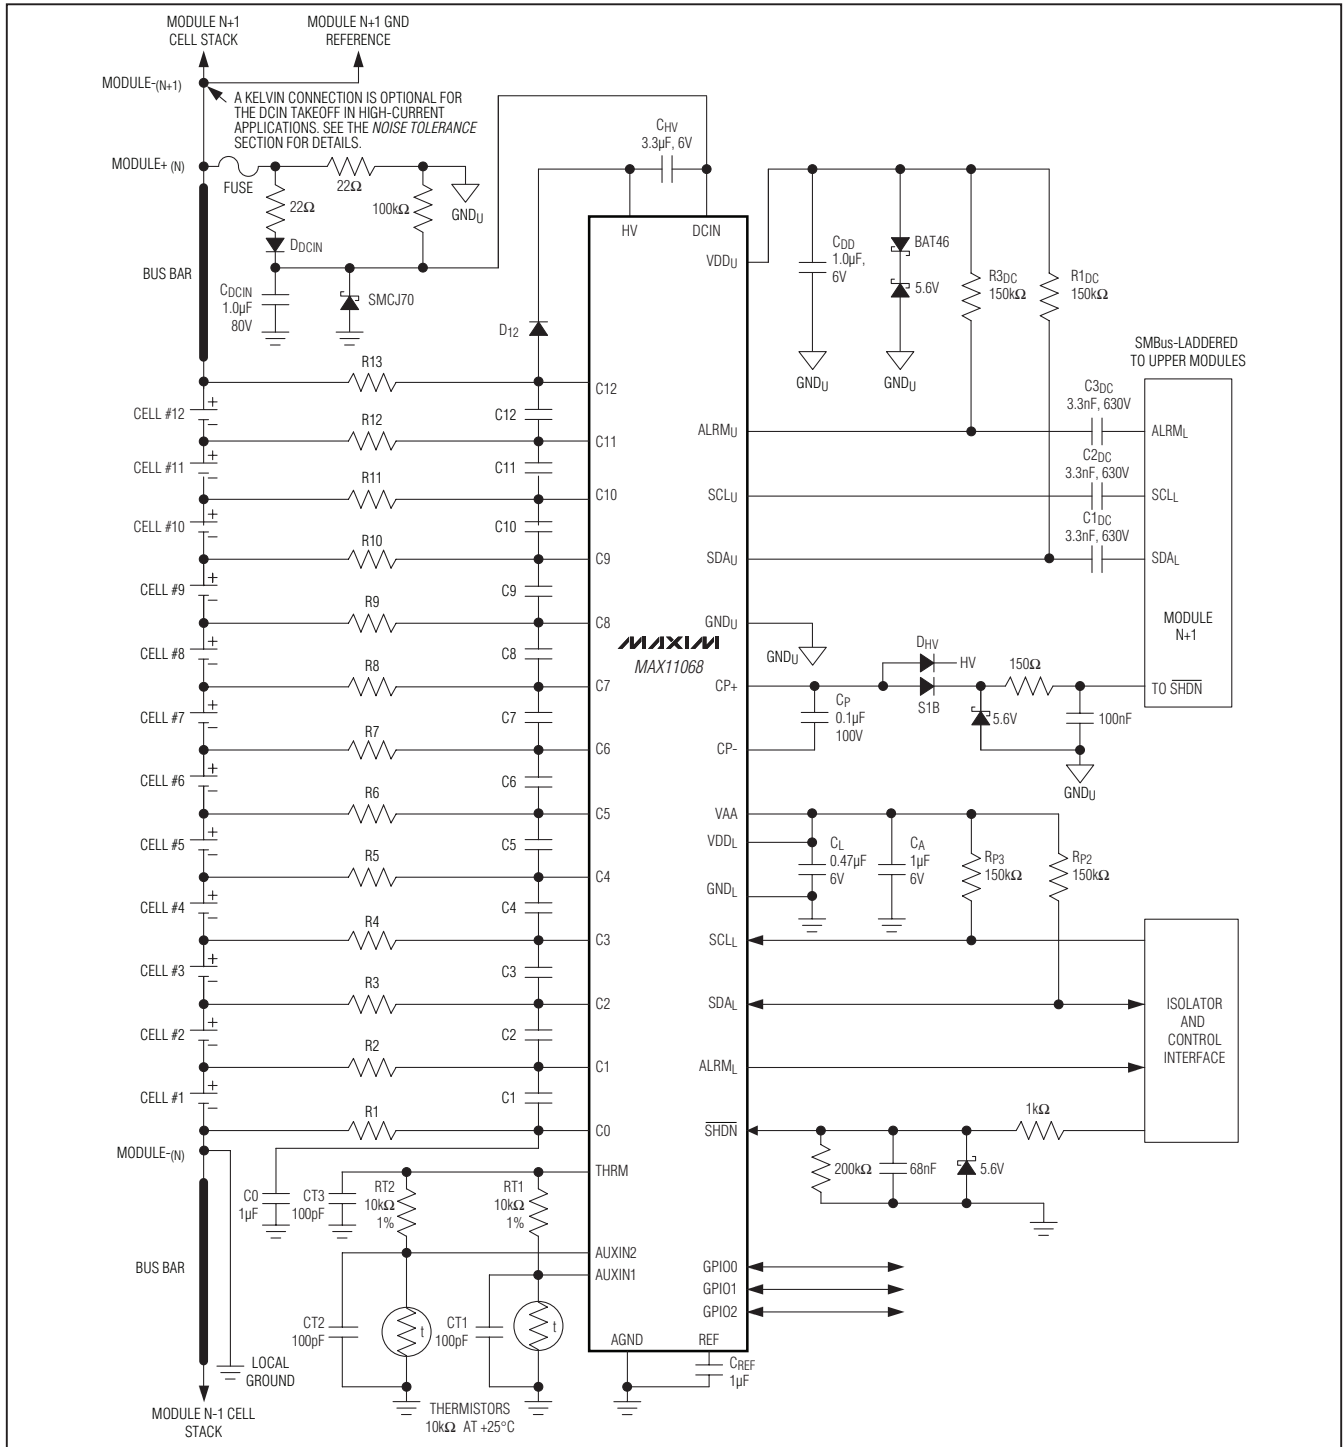 MODULE N+1
CELL STACK
MODULE N+1 GND
REFERENCE
MODULE-(N+1)
A KELVIN CONNECTION IS OPTIONAL FOR
THE DCIN TAKEOFF IN HIGH-CURRENT
APPLICATIONS. SEE THE NOISE TOLERANCE
SECTION FOR DETAILS.
MODULE+ (N)
FUSE
22Ω
22Ω
100kΩ
GNDU
DDCIN
BUS BAR
CDCIN
1.0µF
80V
SMCJ70
CHV
3.3µF, 6V
HV
DCIN
VDDU
CDD
1.0µF,
6V
BAT46
5.6V
R3DC
150kΩ
R1DC
150kΩ
GNDU
GNDU
D12
SMBus-LADDERED
TO UPPER MODULES
R13
C12
CELL #12
+
−
C12
C3DC
3.3nF, 630V
ALRMU
ALRML
R12
C11
CELL #11
+
−
C11
C2DC
3.3nF, 630V
SCLU
SCLL
R11
C10
CELL #10
+
−
C10
C1DC
3.3nF, 630V
SDAU
SDAL
R10
C9
CELL #9
+
−
C9
R9
C8
GNDU
GNDU
MODULE
N+1
MAXIM
MAX11068
CELL #8
+
−
C8
R8
C7
CP+
DHV
HV
S1B
150Ω
TO SHDN
CELL #7
+
−
C7
CP
0.1µF
100V
5.6V
100nF
R7
C6
CP-
GNDU
CELL #6
+
−
C6
R6
C5
VAA
CELL #5
+
−
C5
VDDL
CL
0.47µF
6V
CA
1µF
6V
RP3
150kΩ
RP2
150kΩ
R5
C4
GNDL
CELL #4
+
−
C4
R4
C3
SCLL
CELL #3
+
−
C3
R3
C2
SDAL
ISOLATOR
AND
CONTROL
INTERFACE
CELL #2
+
−
C2
R2
C1
ALRML
CELL #1
+
−
C1
R1
C0
SHDN
1kΩ
200kΩ
68nF
5.6V
MODULE-(N)
THRM
C0
1µF
CT3
100pF
RT2
10kΩ
1%
RT1
10kΩ
1%
AUXIN2
AUXIN1
BUS BAR
CT2
100pF
t
CT1
100pF
t
GPIO0
GPIO1
GPIO2
AGND
REF
CREF
1µF
LOCAL
GROUND
THERMISTORS
10kΩ AT +25°C
MODULE N-1 CELL
STACK